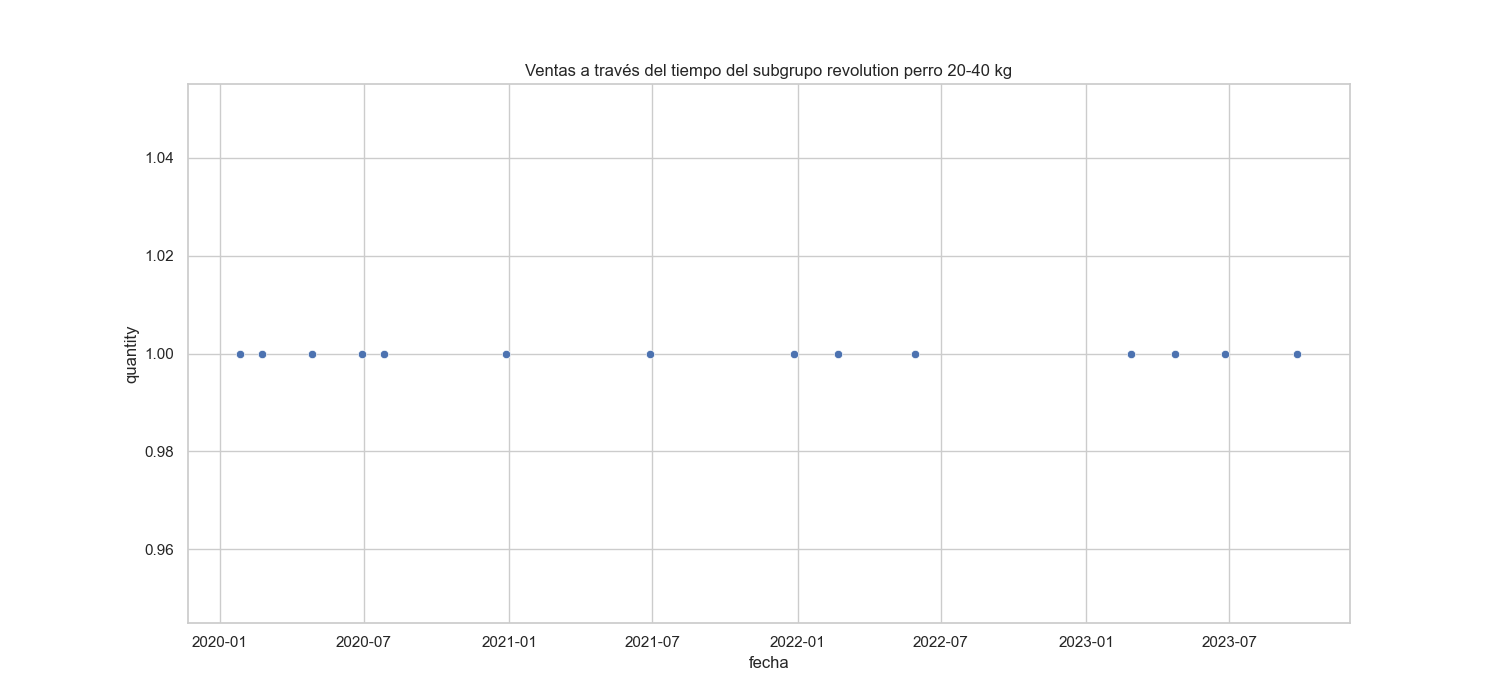 Ventas a través del tiempo del subgrupo revolution perro 20-40 kg
1.04
1.02
1.00
0.98
0.96
quantity
2020-01 2020-07 2021-01 2021-07 2022-01 2022-07 2023-01 2023-07
fecha